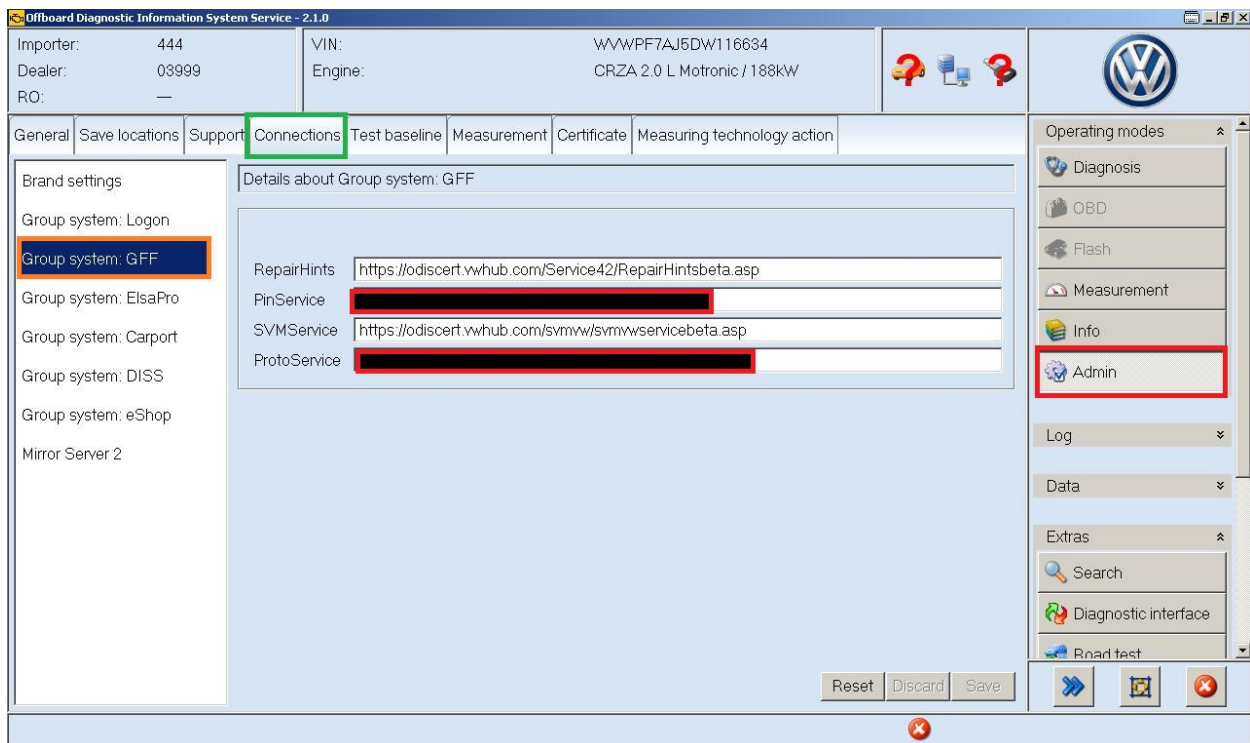 Offboard Diagnostic Information System Service - 2.1.0
Importer: 444
Dealer: 03999
RO: —
VIN: WVWPF7AJ5DW116634
Engine: CRZA 2.0 L Motronic / 188kW
General Save locations Support Connections Test baseline Measurement Certificate Measuring technology action
Brand settings
Group system: Logon
Group system: GFF
Group system: ElsaPro
Group system: Carport
Group system: DISS
Group system: eShop
Mirror Server 2
Details about Group system: GFF
RepairHints https://odiscert.vwhub.com/Service42/RepairHintsbeta.asp
PinService
SVMService https://odiscert.vwhub.com/svmvw/svmvwservicebeta.asp
ProtoService
Reset Discard Save
Operating modes
Diagnosis
OBD
Flash
Measurement
Info
Admin
Log
Data
Extras
Search
Diagnostic interface
Road test